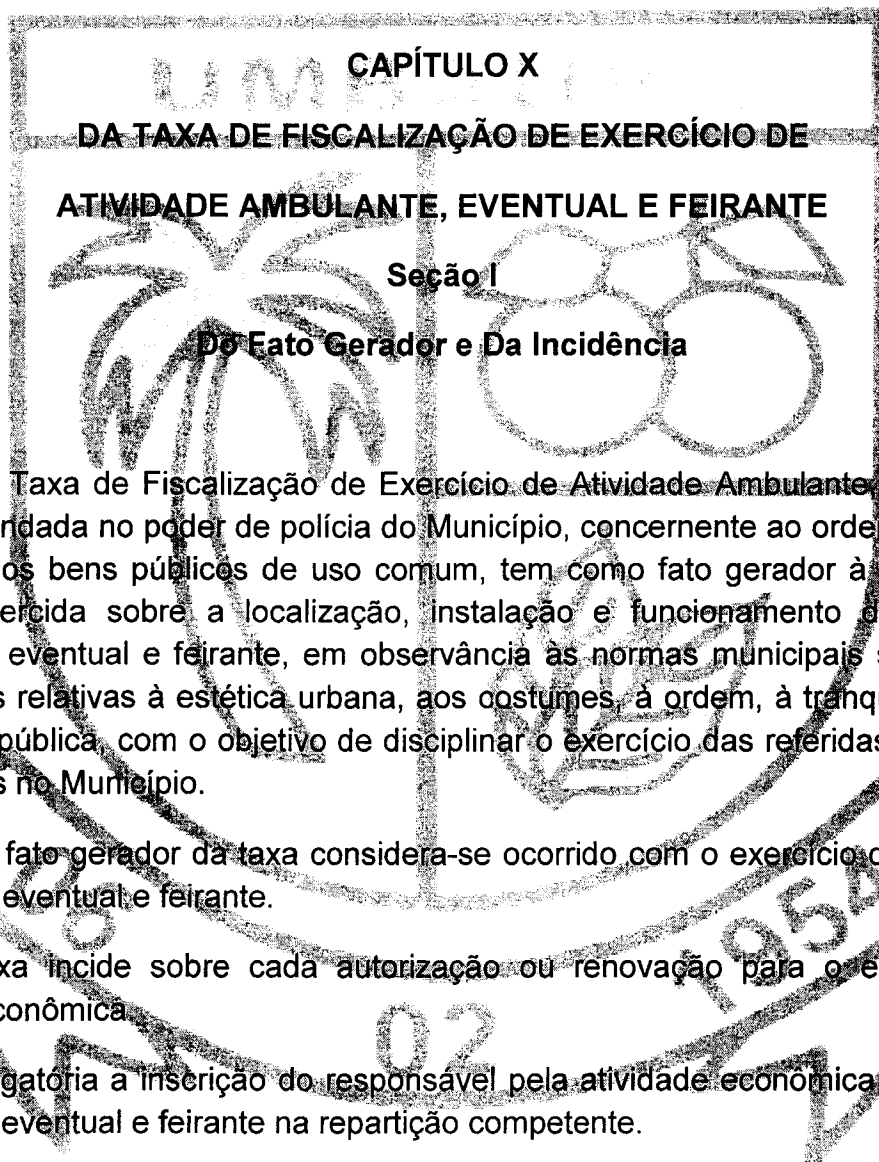 CAPÍTULO X
DA TAXA DE FISCALIZAÇÃO DE EXERCÍCIO DE
ATIVIDADE AMBULANTE, EVENTUAL E FEIRANTE
Seção I
Do Fato Gerador e Da Incidência
Taxa de Fiscalização de Exercício de Atividade Ambulante,
ndada no poder de polícia do Município, concernente ao orde
os bens públicos de uso comum, tem como fato gerador à
ercida sobre a localização, instalação e funcionamento d
eventual e feirante, em observância às normas municipais s
s relativas à estética urbana, aos costumes, à ordem, à tranqu
pública, com o objetivo de disciplinar o exercício das referidas
s no Município.
fato gerador da taxa considera-se ocorrido com o exercício d
eventual e feirante.
xa incide sobre cada autorização ou renovação para o e
conômica.
gatória a inscrição do responsável pela atividade econômica
eventual e feirante na repartição competente.
02
1954